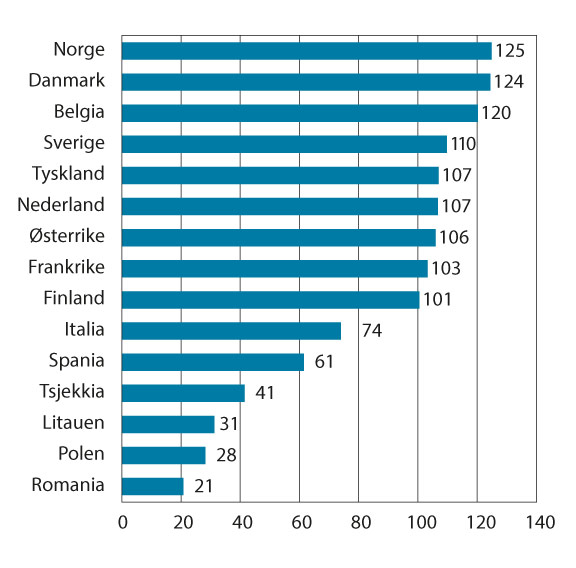 Norge 125
Danmark 124
Belgia 120
Sverige 110
Tyskland 107
Nederland 107
Østerrike 106
Frankrike 103
Finland 101
Italia 74
Spania 61
Tsjekkia 41
Litauen 31
Polen 28
Romania 21
0 20 40 60 80 100 120 140